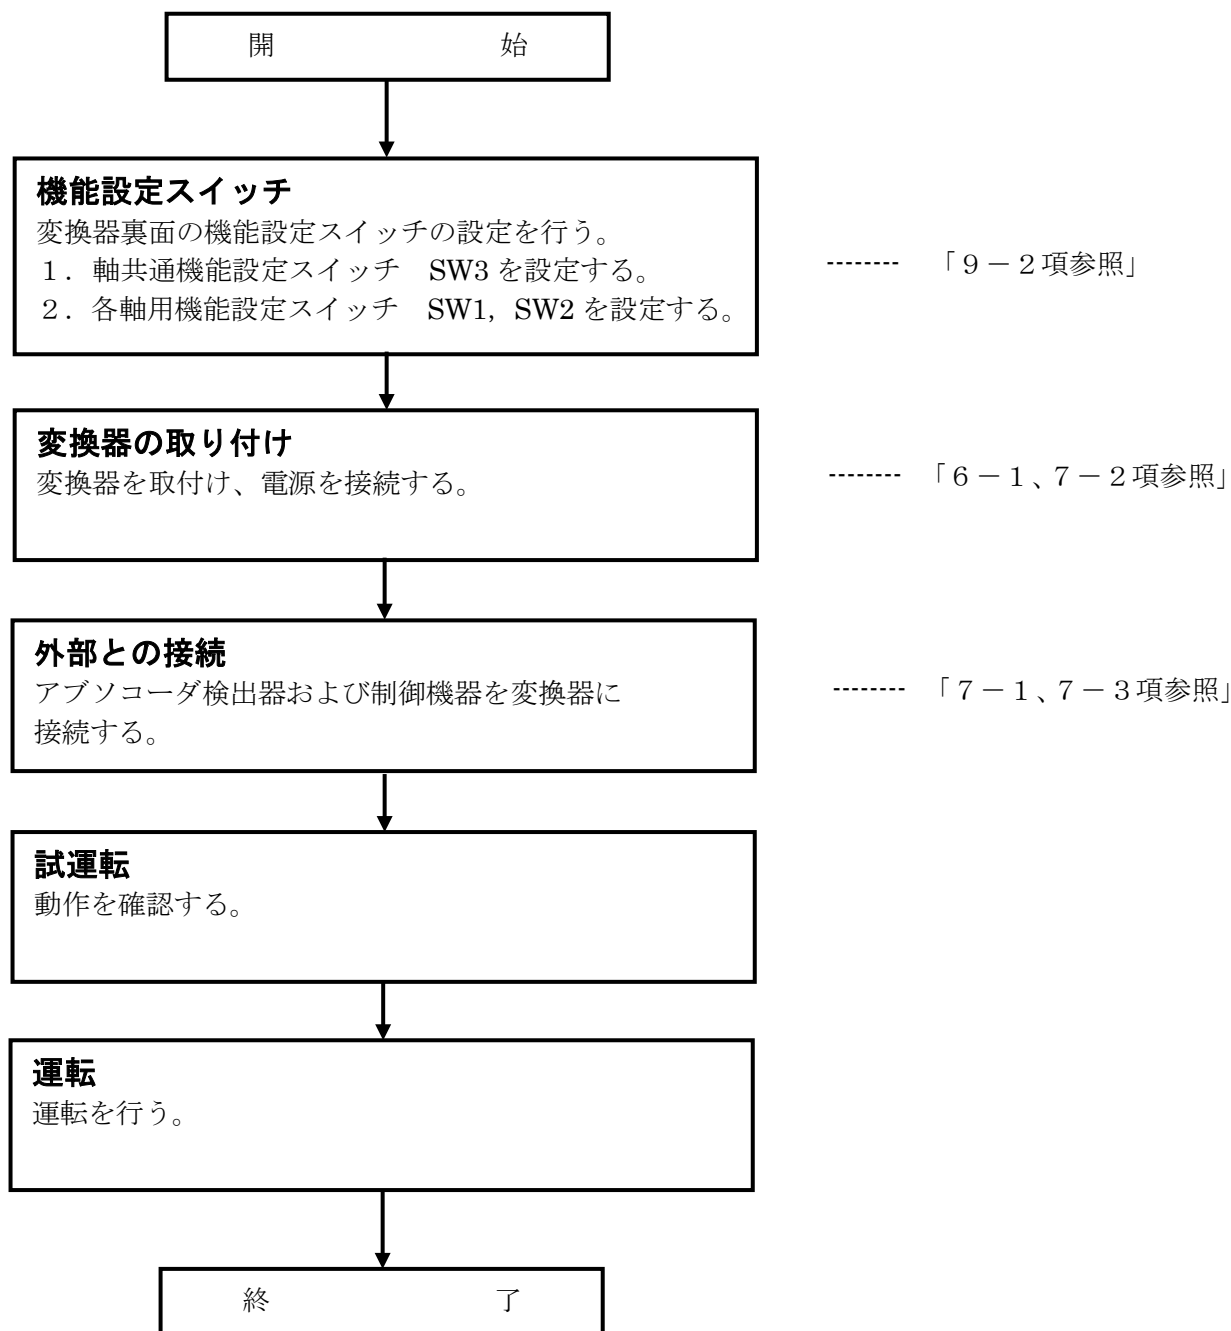 開　　　　　　　　始
機能設定スイッチ
変換器裏面の機能設定スイッチの設定を行う。
１．軸共通機能設定スイッチ　SW3 を設定する。
２．各軸用機能設定スイッチ　SW1，SW2 を設定する。
-------- 「９－２項参照」
変換器の取り付け
変換器を取付け、電源を接続する。
-------- 「６－１、７－２項参照」
外部との接続
アブソコーダ検出器および制御機器を変換器に
接続する。
-------- 「７－１、７－３項参照」
試運転
動作を確認する。
運転
運転を行う。
終　　　　　　　　了